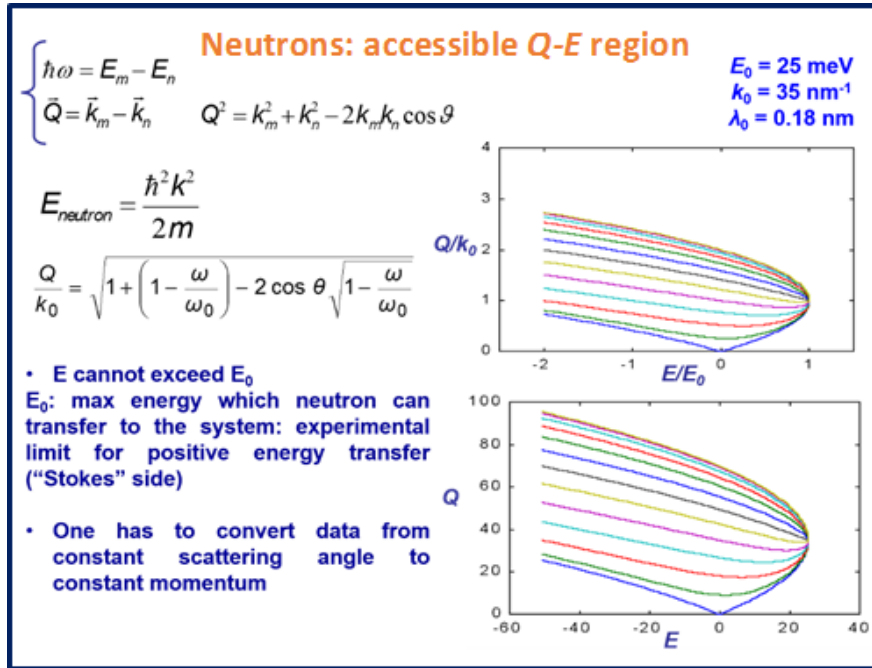 Neutrons: accessible Q-E region
ℏω = E_m − E_n
Q⃗ = k⃗_m − k⃗_n    Q² = k²_m + k²_n − 2k_m k_n cos ϑ
E_0 = 25 meV
k_0 = 35 nm⁻¹
λ_0 = 0.18 nm
E_neutron = ℏ²k² / 2m
Q/k_0 = √(1 + (1 − ω/ω_0) − 2 cos θ √(1 − ω/ω_0))
• E cannot exceed E_0
E_0: max energy which neutron can
transfer to the system: experimental
limit for positive energy transfer
(“Stokes” side)
• One has to convert data from
constant scattering angle to
constant momentum
4
3
Q/k_0
2
1
0
-2 -1 0 1
E/E_0
100
80
Q
60
40
20
0
-60 -40 -20 0 20 40
E